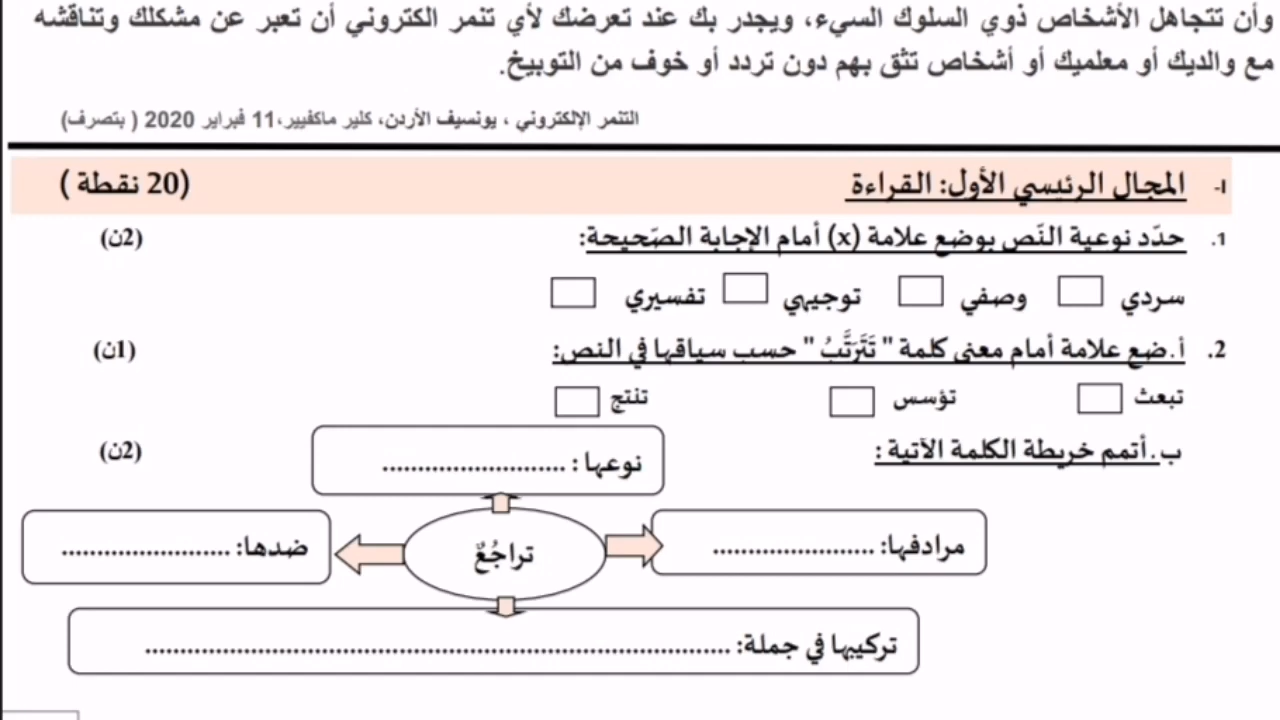 وأن تتجاهل الأشخاص ذوي السلوك السيء، ويجدر بك عند تعرضك لأي تنمر الكتروني أن تعبر عن مشكلك وتناقشه
مع والديك أو معلميك أو أشخاص تثق بهم دون تردد أو خوف من التوبيخ.
التنمر الإلكتروني ، يونسيف الأردن، كلير ماكفيير،11 فبراير 2020 ( بتصرف)
I- المجال الرئيسي الأول: القراءة (20 نقطة )
1. حدّد نوعية النّص بوضع علامة (x) أمام الإجابة الصّحيحة: (2ن)
سردي وصفي توجيهي تفسيري
2. أ.ضع علامة أمام معنى كلمة " تَتَرَتَّبُ " حسب سياقها في النص: (1ن)
تبعث تؤسس تنتج
ب.أتمم خريطة الكلمة الآتية : (2ن)
نوعها : ..........................
مرادفها: .......................
تراجُعٌ
ضدها: ........................
تركيبها في جملة: ...................................................................................